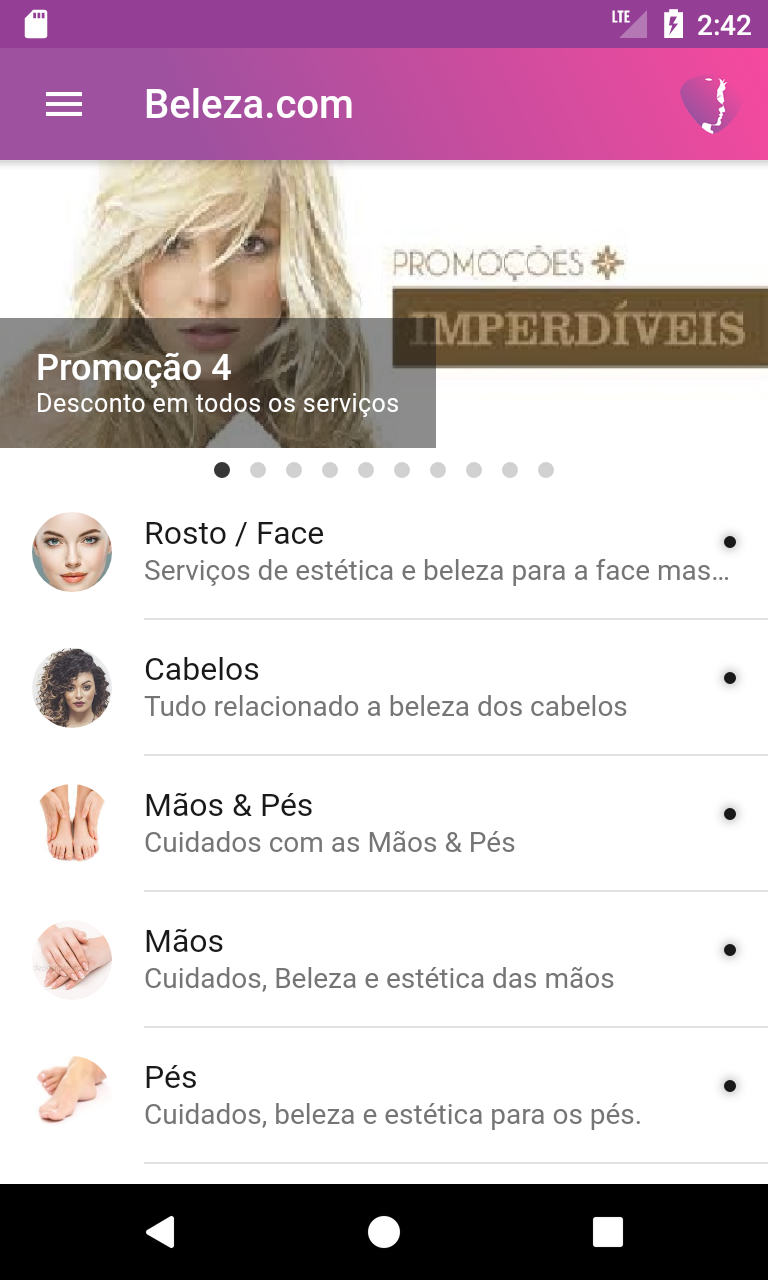 LTE
2:42
Beleza.com
PROMOÇÕES
IMPERDÍVEIS
Promoção 4
Desconto em todos os serviços
Rosto / Face
Serviços de estética e beleza para a face mas…
Cabelos
Tudo relacionado a beleza dos cabelos
Mãos & Pés
Cuidados com as Mãos & Pés
Mãos
Cuidados, Beleza e estética das mãos
Pés
Cuidados, beleza e estética para os pés.